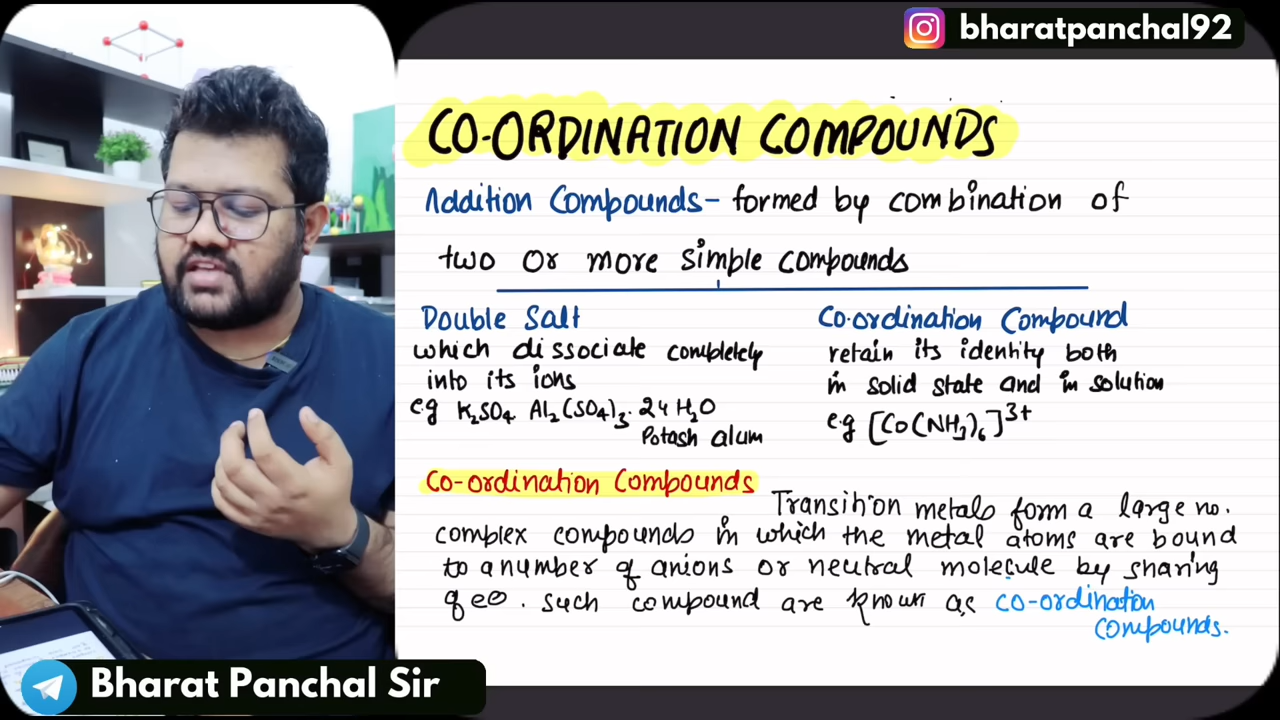 bharatpanchal92
CO-ORDINATION COMPOUNDS
Addition Compounds- formed by combination of
two or more simple compounds
Double Salt
which dissociate completely
into its ions
e.g K₂SO₄ Al₂(SO₄)₃. 24H₂O
Potash alum
Co-ordination Compound
retain its identity both
in solid state and in solution
e.g [Co(NH₃)₆]³⁺
Co-ordination Compounds
Transition metals form a large no.
complex compounds in which the metal atoms are bound
to a number of anions or neutral molecule by sharing
of e⊖. such compound are known as co-ordination
compounds.
Bharat Panchal Sir